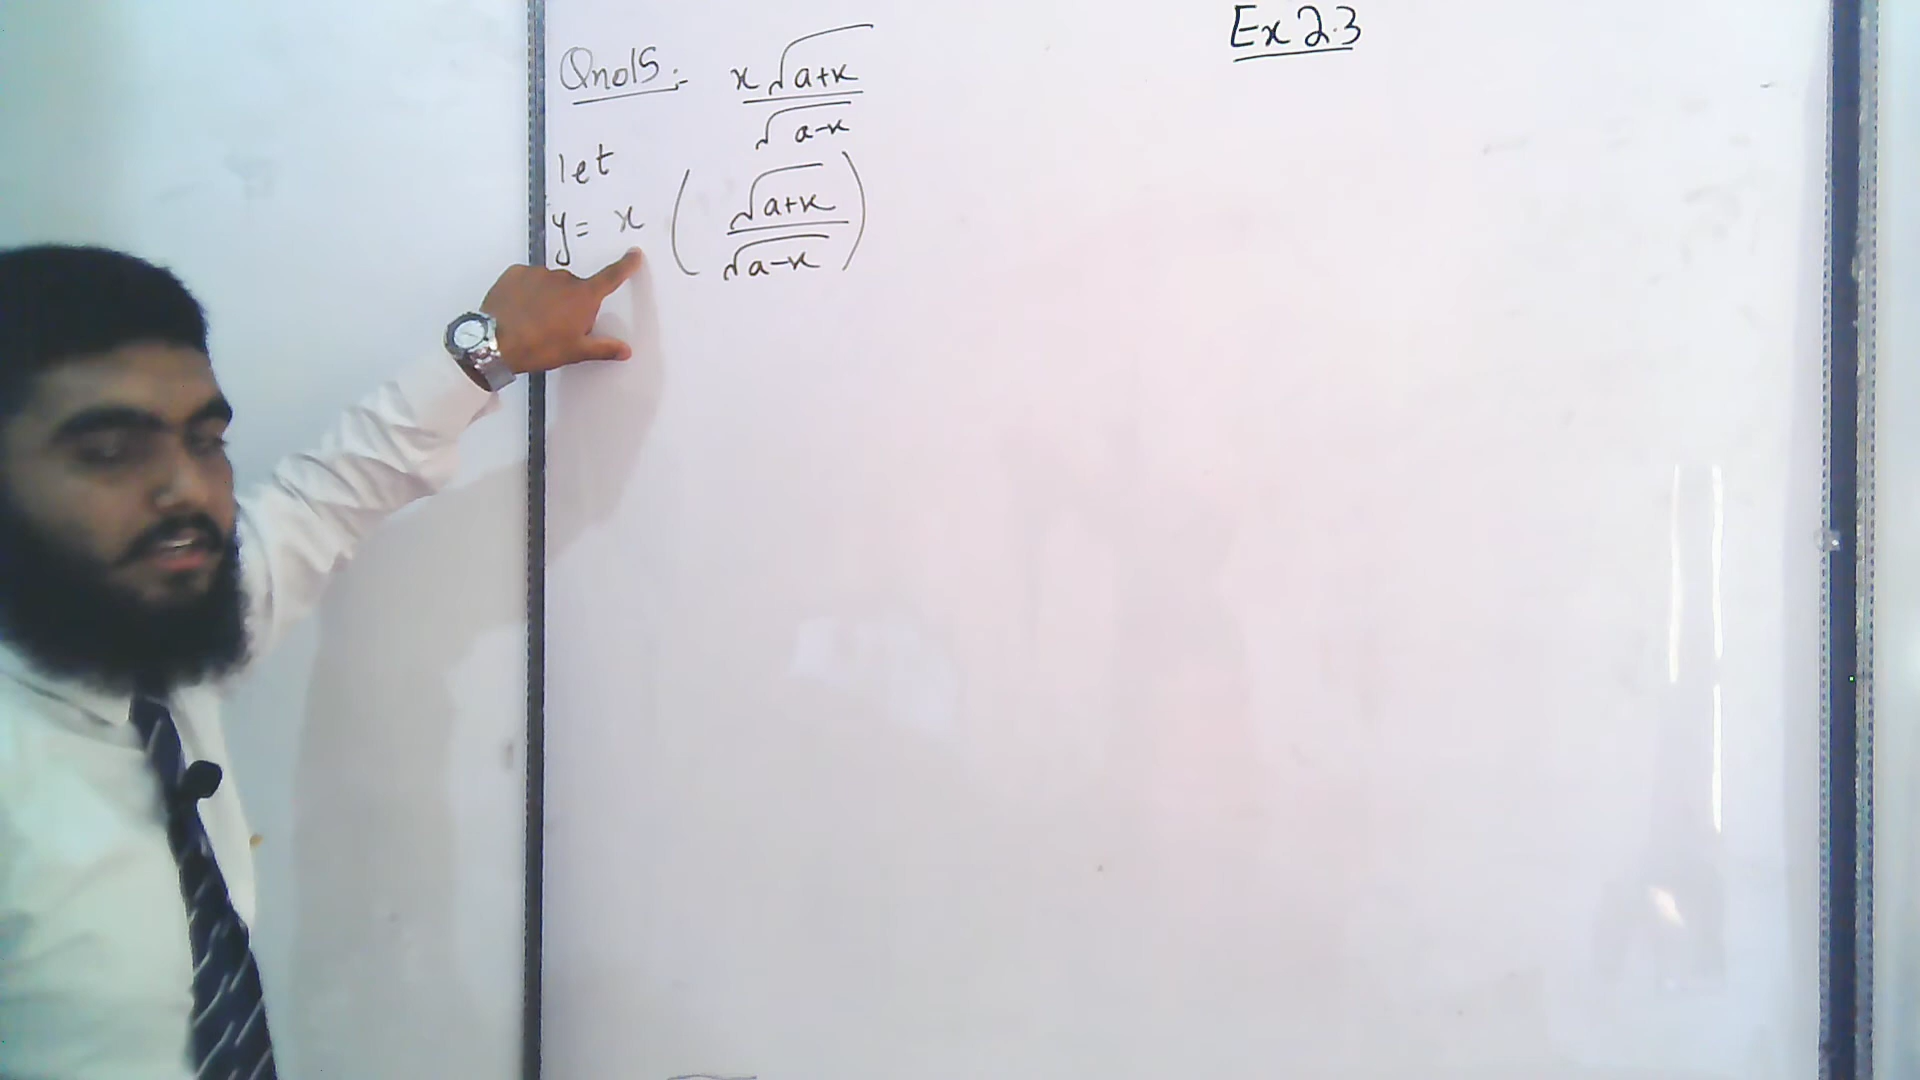 Ex 2.3
Qno15:- x√(a+x) / √(a-x)
let
y = x (√(a+x) / √(a-x))